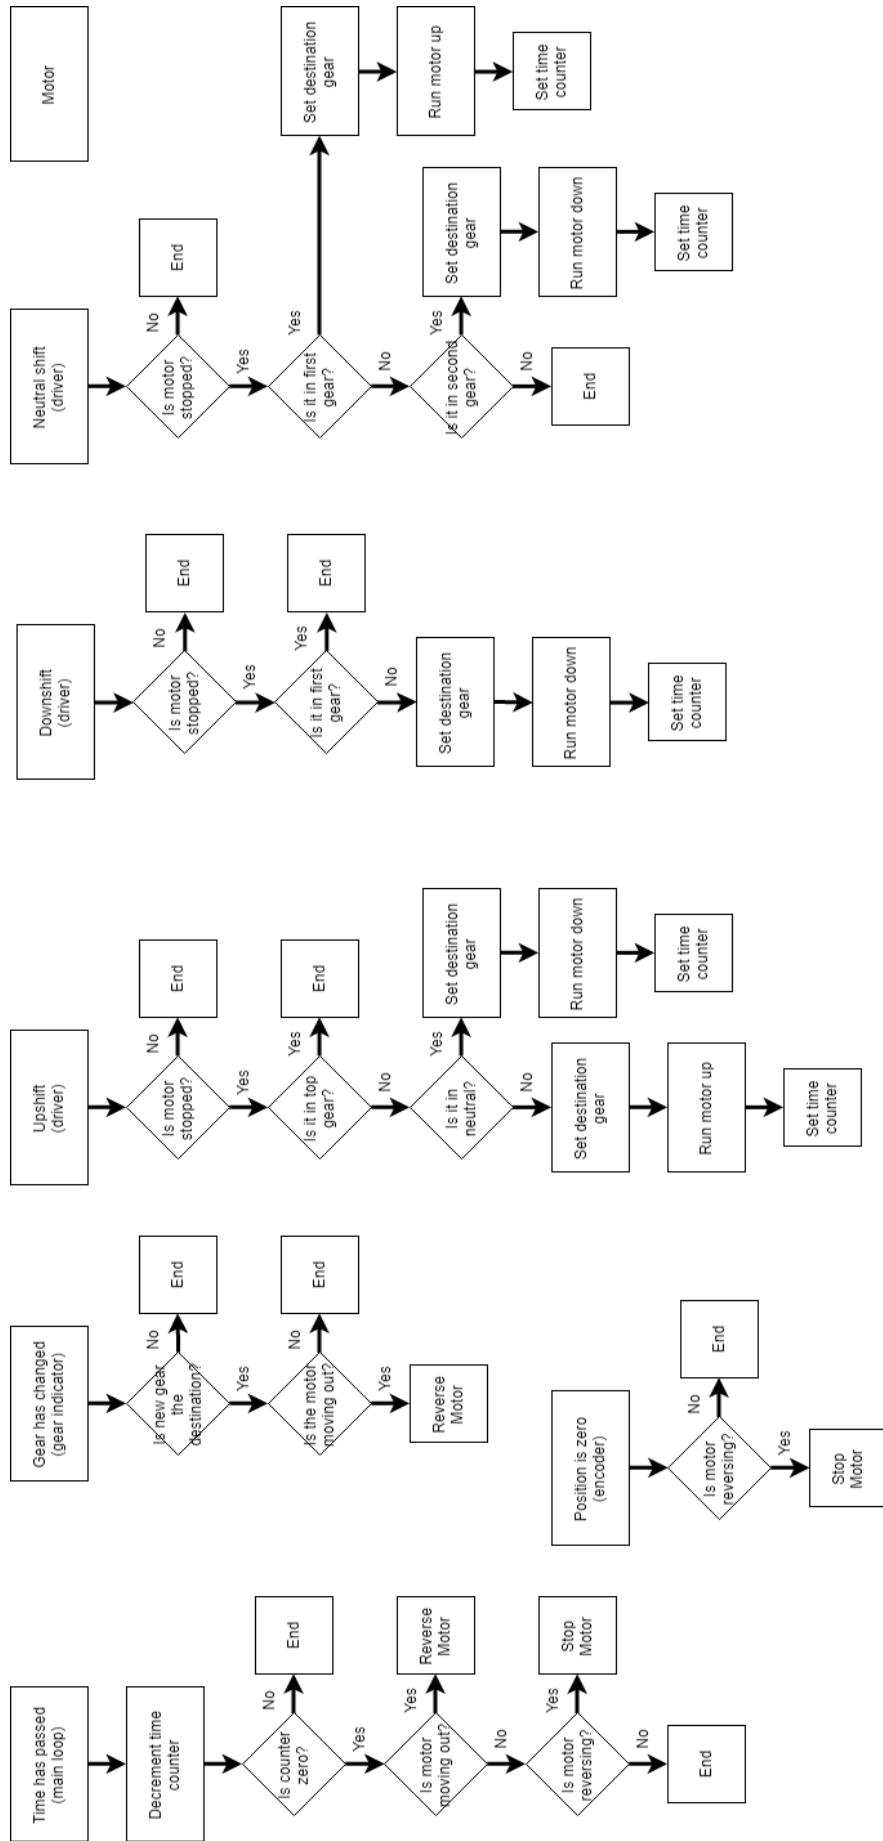 Time has passed
(main loop)
Decrement time
counter
Is counter
zero?
No
End
Yes
Is motor
moving out?
Yes
Reverse
Motor
No
Is motor
reversing?
Yes
Stop
Motor
No
End
Gear has changed
(gear indicator)
Is new gear
the
destination?
No
End
Yes
Is the motor
moving out?
No
End
Yes
Reverse
Motor
Position is zero
(encoder)
Is motor
reversing?
No
End
Yes
Stop
Motor
Upshift
(driver)
Is motor
stopped?
No
End
Yes
Is it in top
gear?
Yes
End
No
Is it in
neutral?
Yes
Set destination
gear
Run motor down
Set time
counter
No
Set destination
gear
Run motor up
Set time
counter
Downshift
(driver)
Is motor
stopped?
No
End
Yes
Is it in first
gear?
Yes
End
No
Set destination
gear
Run motor down
Set time
counter
Neutral shift
(driver)
Is motor
stopped?
No
End
Yes
Is it in first
gear?
Yes
Set destination
gear
Run motor up
Set time
counter
No
Is it in second
gear?
Yes
Set destination
gear
Run motor down
Set time
counter
No
End
Motor